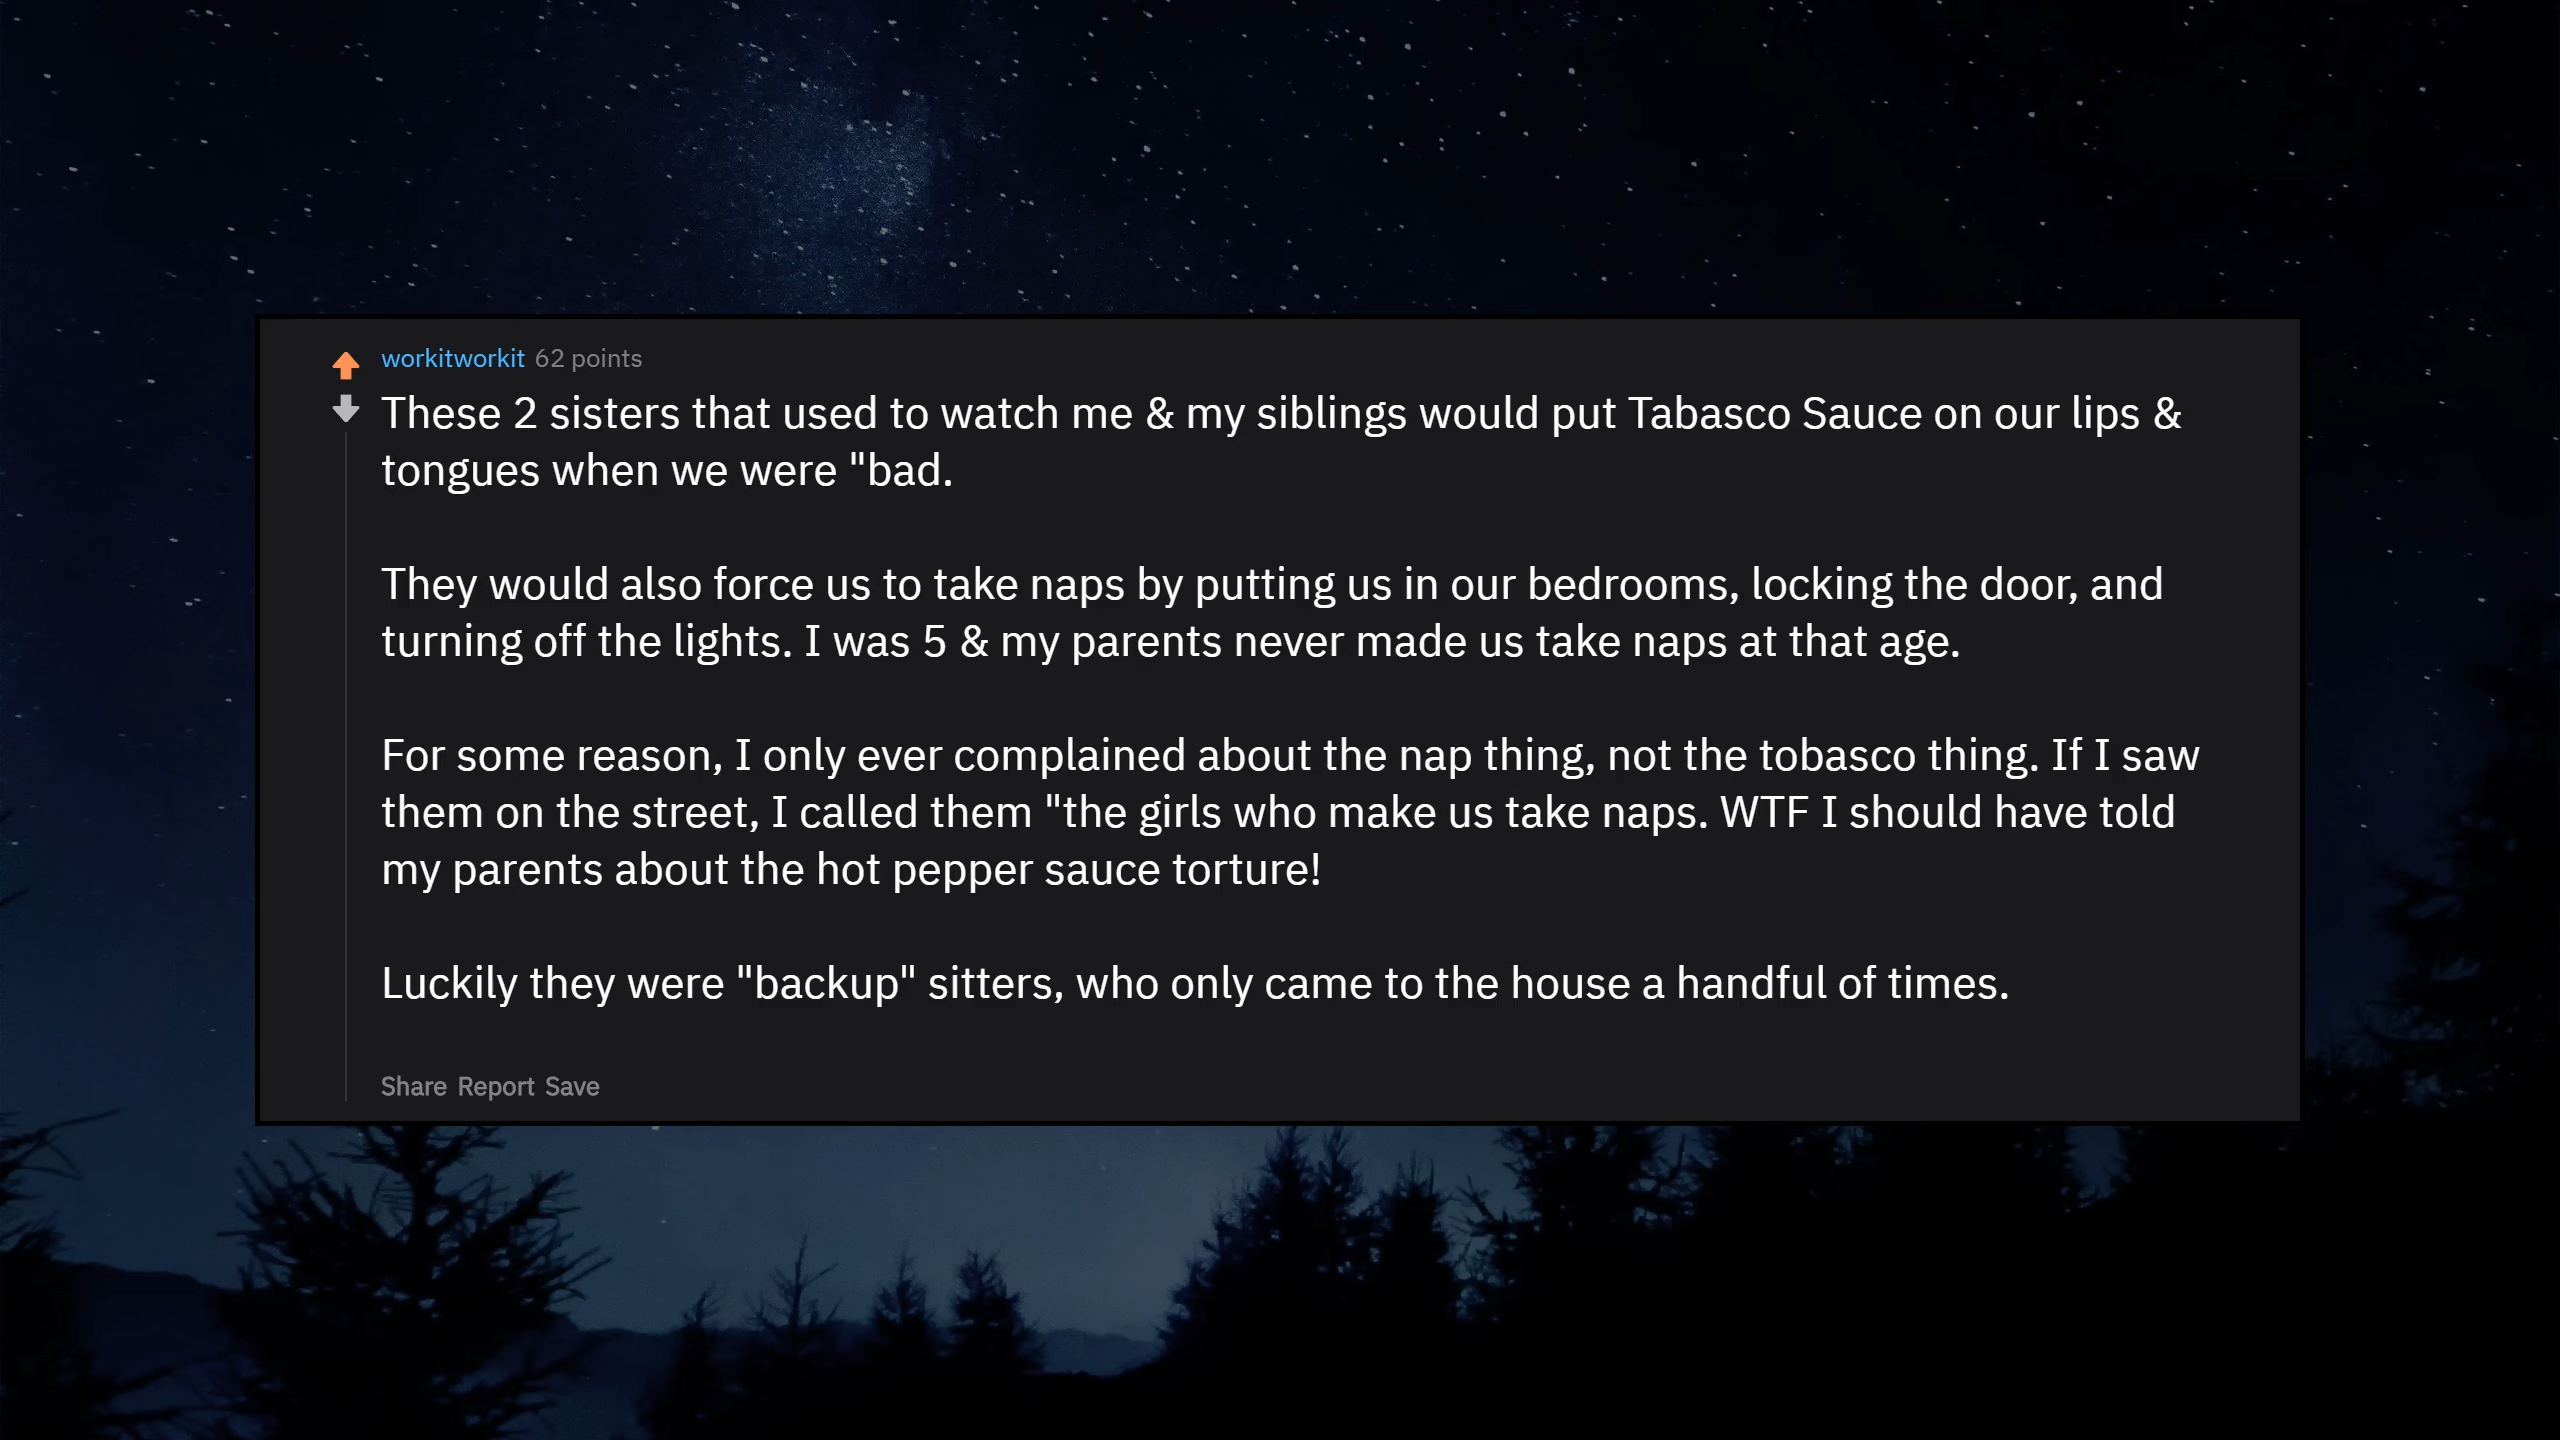 workitworkit 62 points
These 2 sisters that used to watch me & my siblings would put Tabasco Sauce on our lips &
tongues when we were "bad.
They would also force us to take naps by putting us in our bedrooms, locking the door, and
turning off the lights. I was 5 & my parents never made us take naps at that age.
For some reason, I only ever complained about the nap thing, not the tobasco thing. If I saw
them on the street, I called them "the girls who make us take naps. WTF I should have told
my parents about the hot pepper sauce torture!
Luckily they were "backup" sitters, who only came to the house a handful of times.
Share Report Save